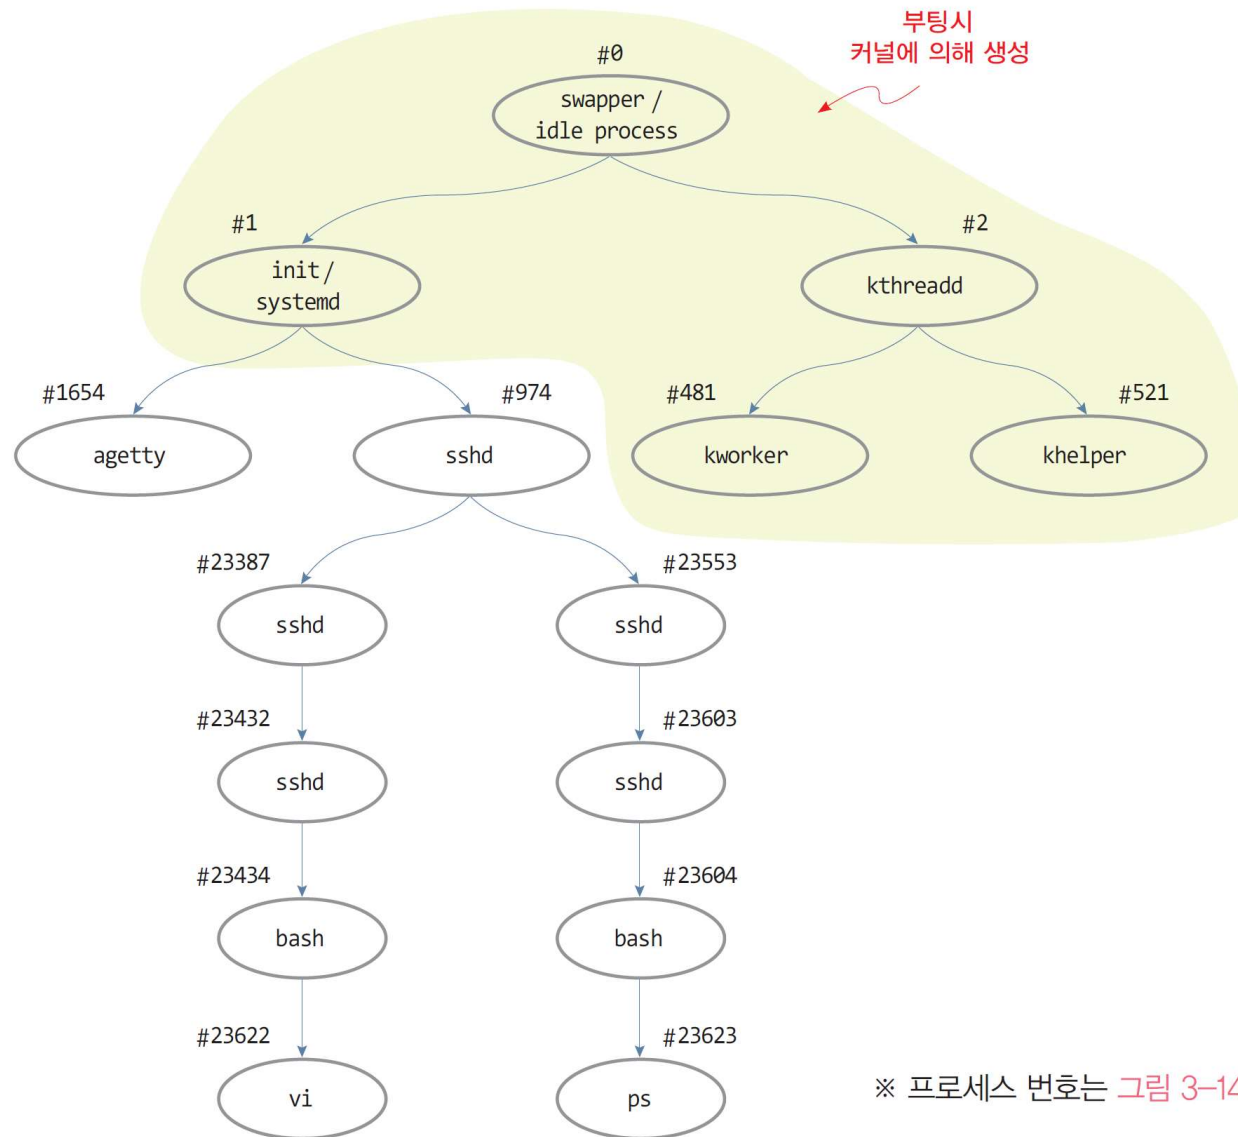 부팅시
커널에 의해 생성
#0
swapper /
idle process
#1
init /
systemd
#2
kthreadd
#1654
agetty
#974
sshd
#481
kworker
#521
khelper
#23387
sshd
#23553
sshd
#23432
sshd
#23603
sshd
#23434
bash
#23604
bash
#23622
vi
#23623
ps
※ 프로세스 번호는 그림 3-14